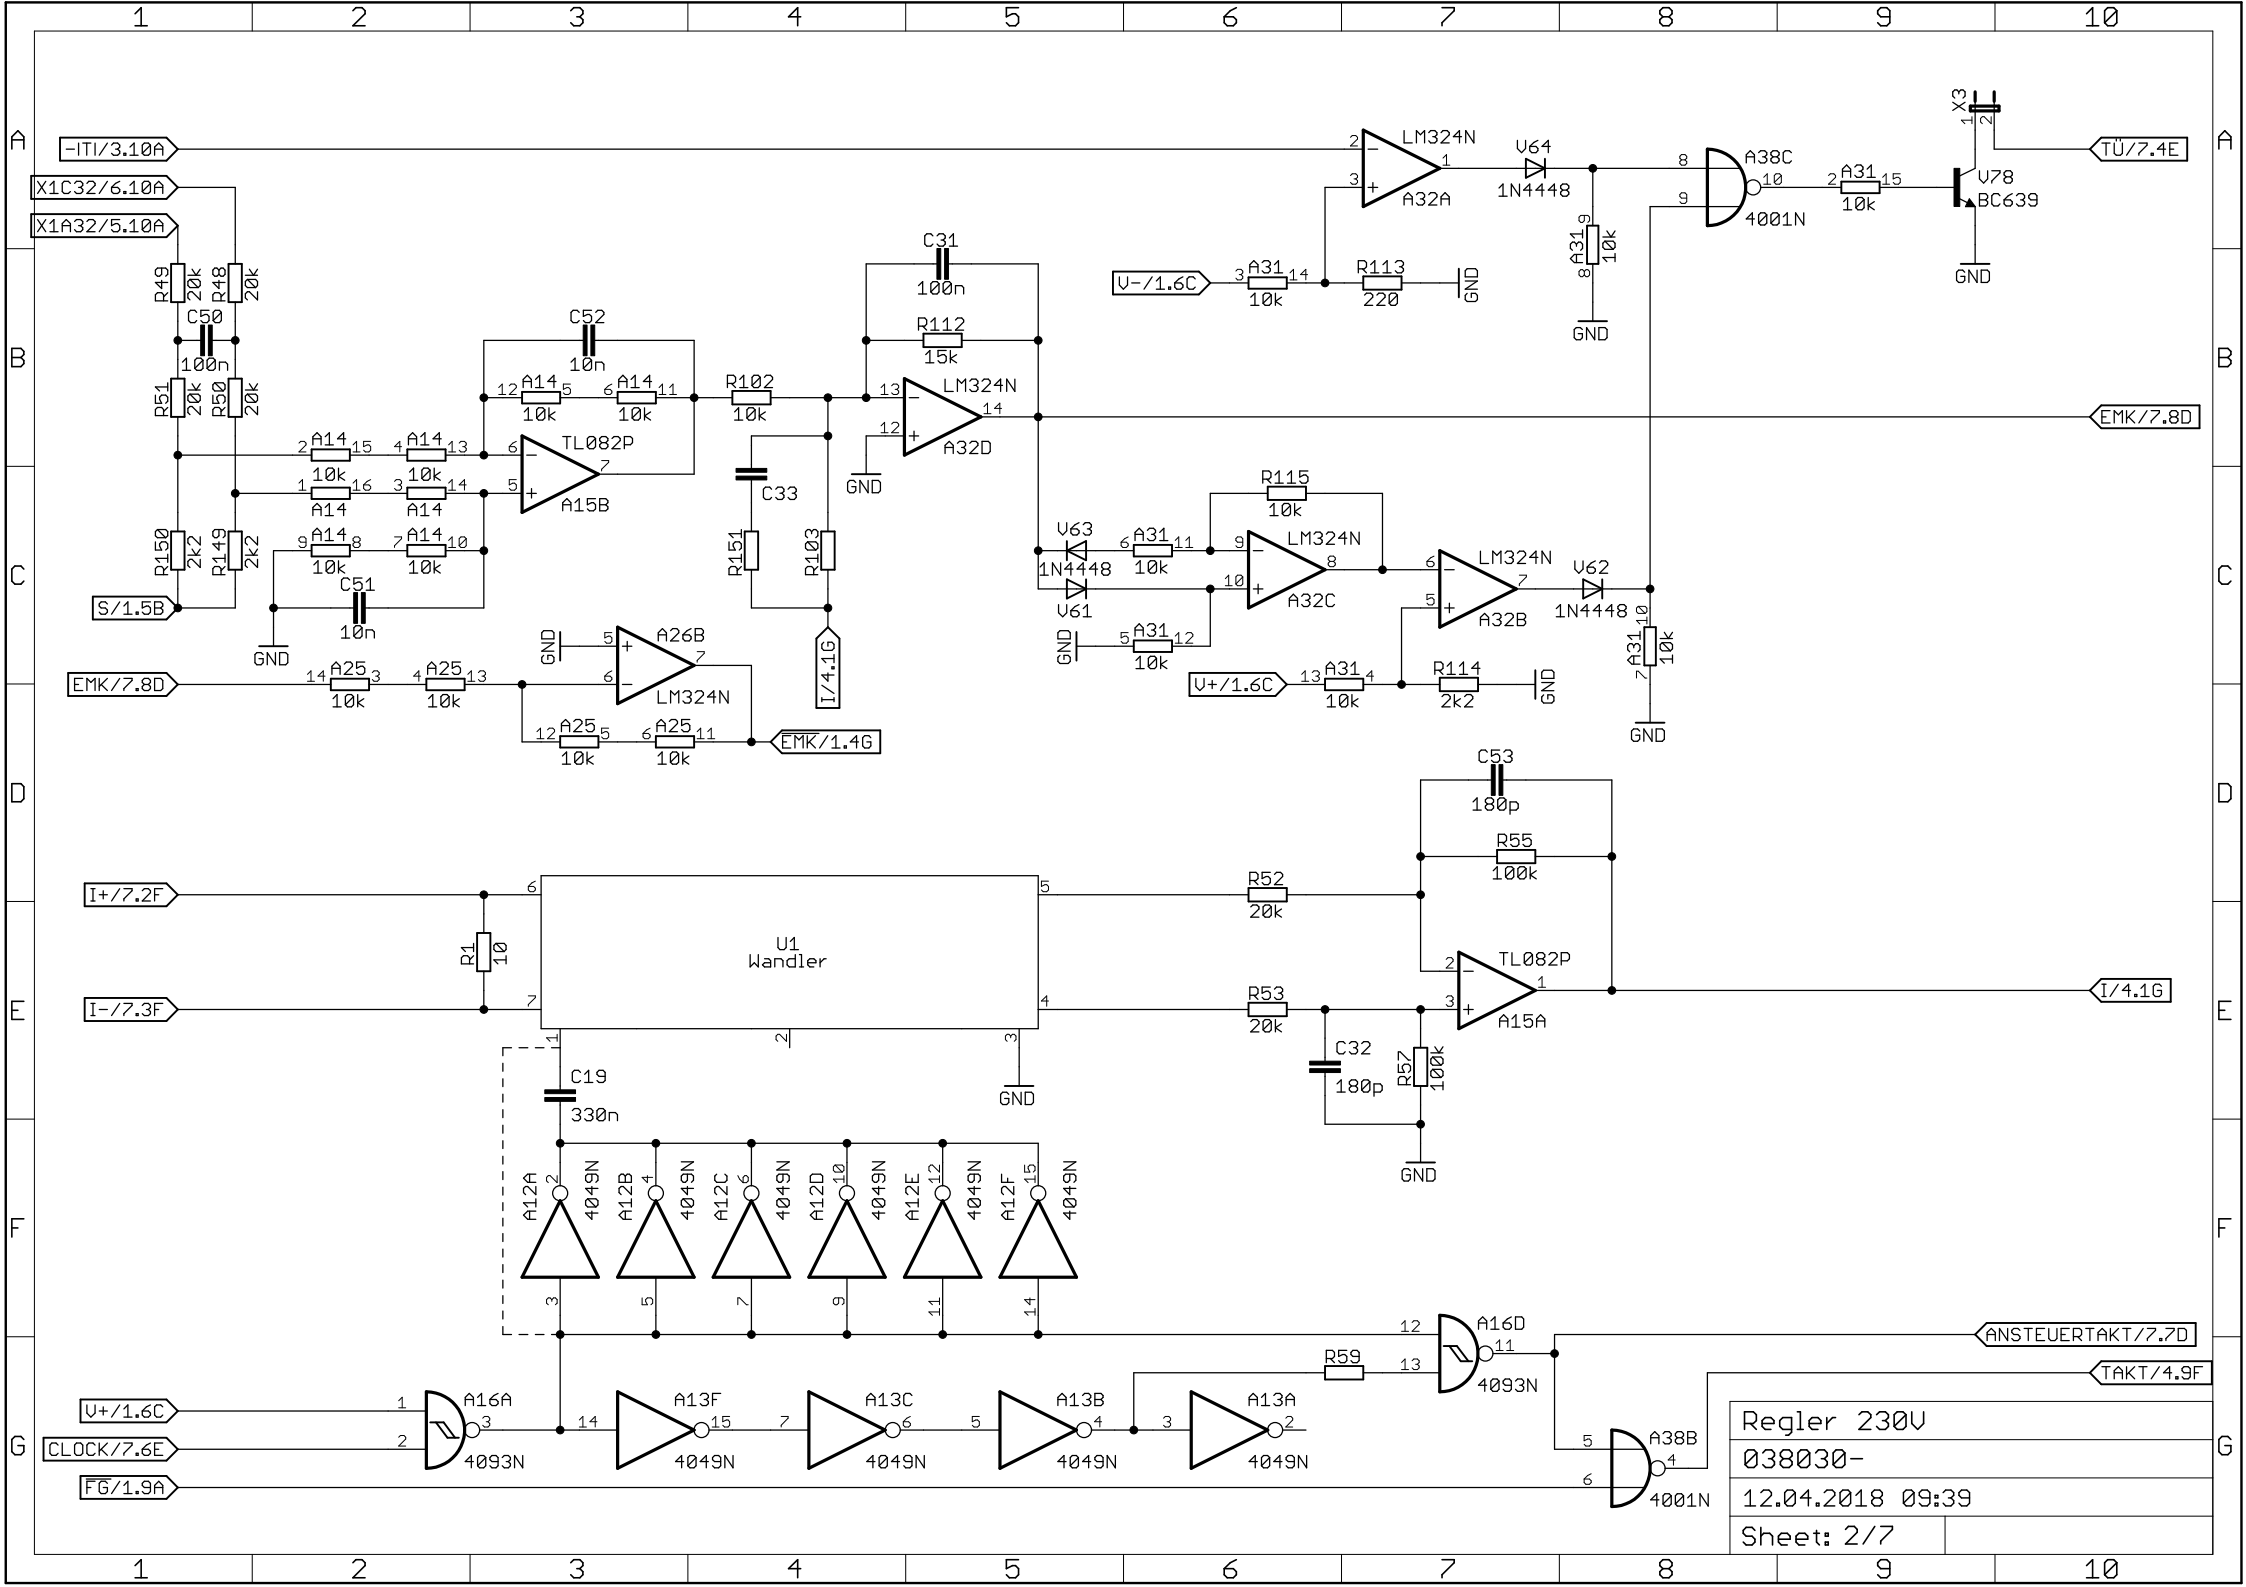 1 2 3 4 5 6 7 8 9 10
A
A
B
B
C
C
D
D
E
E
F
F
G
G
-ITI/3.10A
X1C32/6.10A
X1A32/5.10A
2
3
LM324N
A32A
1
V64
1N4448
8
9
A38C
10
4001N
2 A31 15
10k
X3
1
2
TÜ/7.4E
V78
BC639
GND
A31
9
8
10k
GND
V-/1.6C
3 A31 14
10k
R113
220
GND
R49
20k
R48
20k
C50
100n
R51
20k
R50
20k
R150
2k2
R149
2k2
S/1.5B
C52
10n
12 A14 5
10k
6 A14 11
10k
2 A14 15
10k
4 A14 13
10k
1 16
A14
3 14
A14
9 A14 8
10k
7 A14 10
10k
C51
10n
GND
6
5
TL082P
7
A15B
R102
10k
C33
R151
R103
I/4.1G
C31
100n
R112
15k
13
12
LM324N
14
A32D
GND
EMK/7.8D
V63
1N4448
V61
6 A31 11
10k
GND
5 A31 12
10k
R115
10k
9
10
LM324N
8
A32C
6
5
LM324N
7
A32B
V62
1N4448
A31
10
7
10k
GND
V+/1.6C
13 A31 4
10k
R114
2k2
GND
EMK/7.8D
14 A25 3
10k
4 A25 13
10k
GND
5
6
A26B
7
LM324N
12 A25 5
10k
6 A25 11
10k
EMK/1.4G
I+/7.2F
I-/7.3F
R1
10
6
7
U1
Wandler
5
4
1
2
3
GND
C19
330n
R52
20k
R53
20k
C53
180p
R55
100k
2
3
TL082P
1
A15A
C32
180p
R57
100k
GND
I/4.1G
A12A
2
4049N
3
A12B
4
4049N
5
A12C
6
4049N
7
A12D
10
4049N
9
A12E
12
4049N
11
A12F
15
4049N
14
V+/1.6C
CLOCK/7.6E
FG/1.9A
1
2
A16A
3
4093N
14
A13F
15
4049N
7
A13C
6
4049N
5
A13B
4
4049N
3
A13A
2
4049N
R59
12
13
A16D
11
4093N
5
6
A38B
4
4001N
ANSTEUERTAKT/7.7D
TAKT/4.9F
Regler 230V
038030-
12.04.2018 09:39
Sheet: 2/7
1 2 3 4 5 6 7 8 9 10